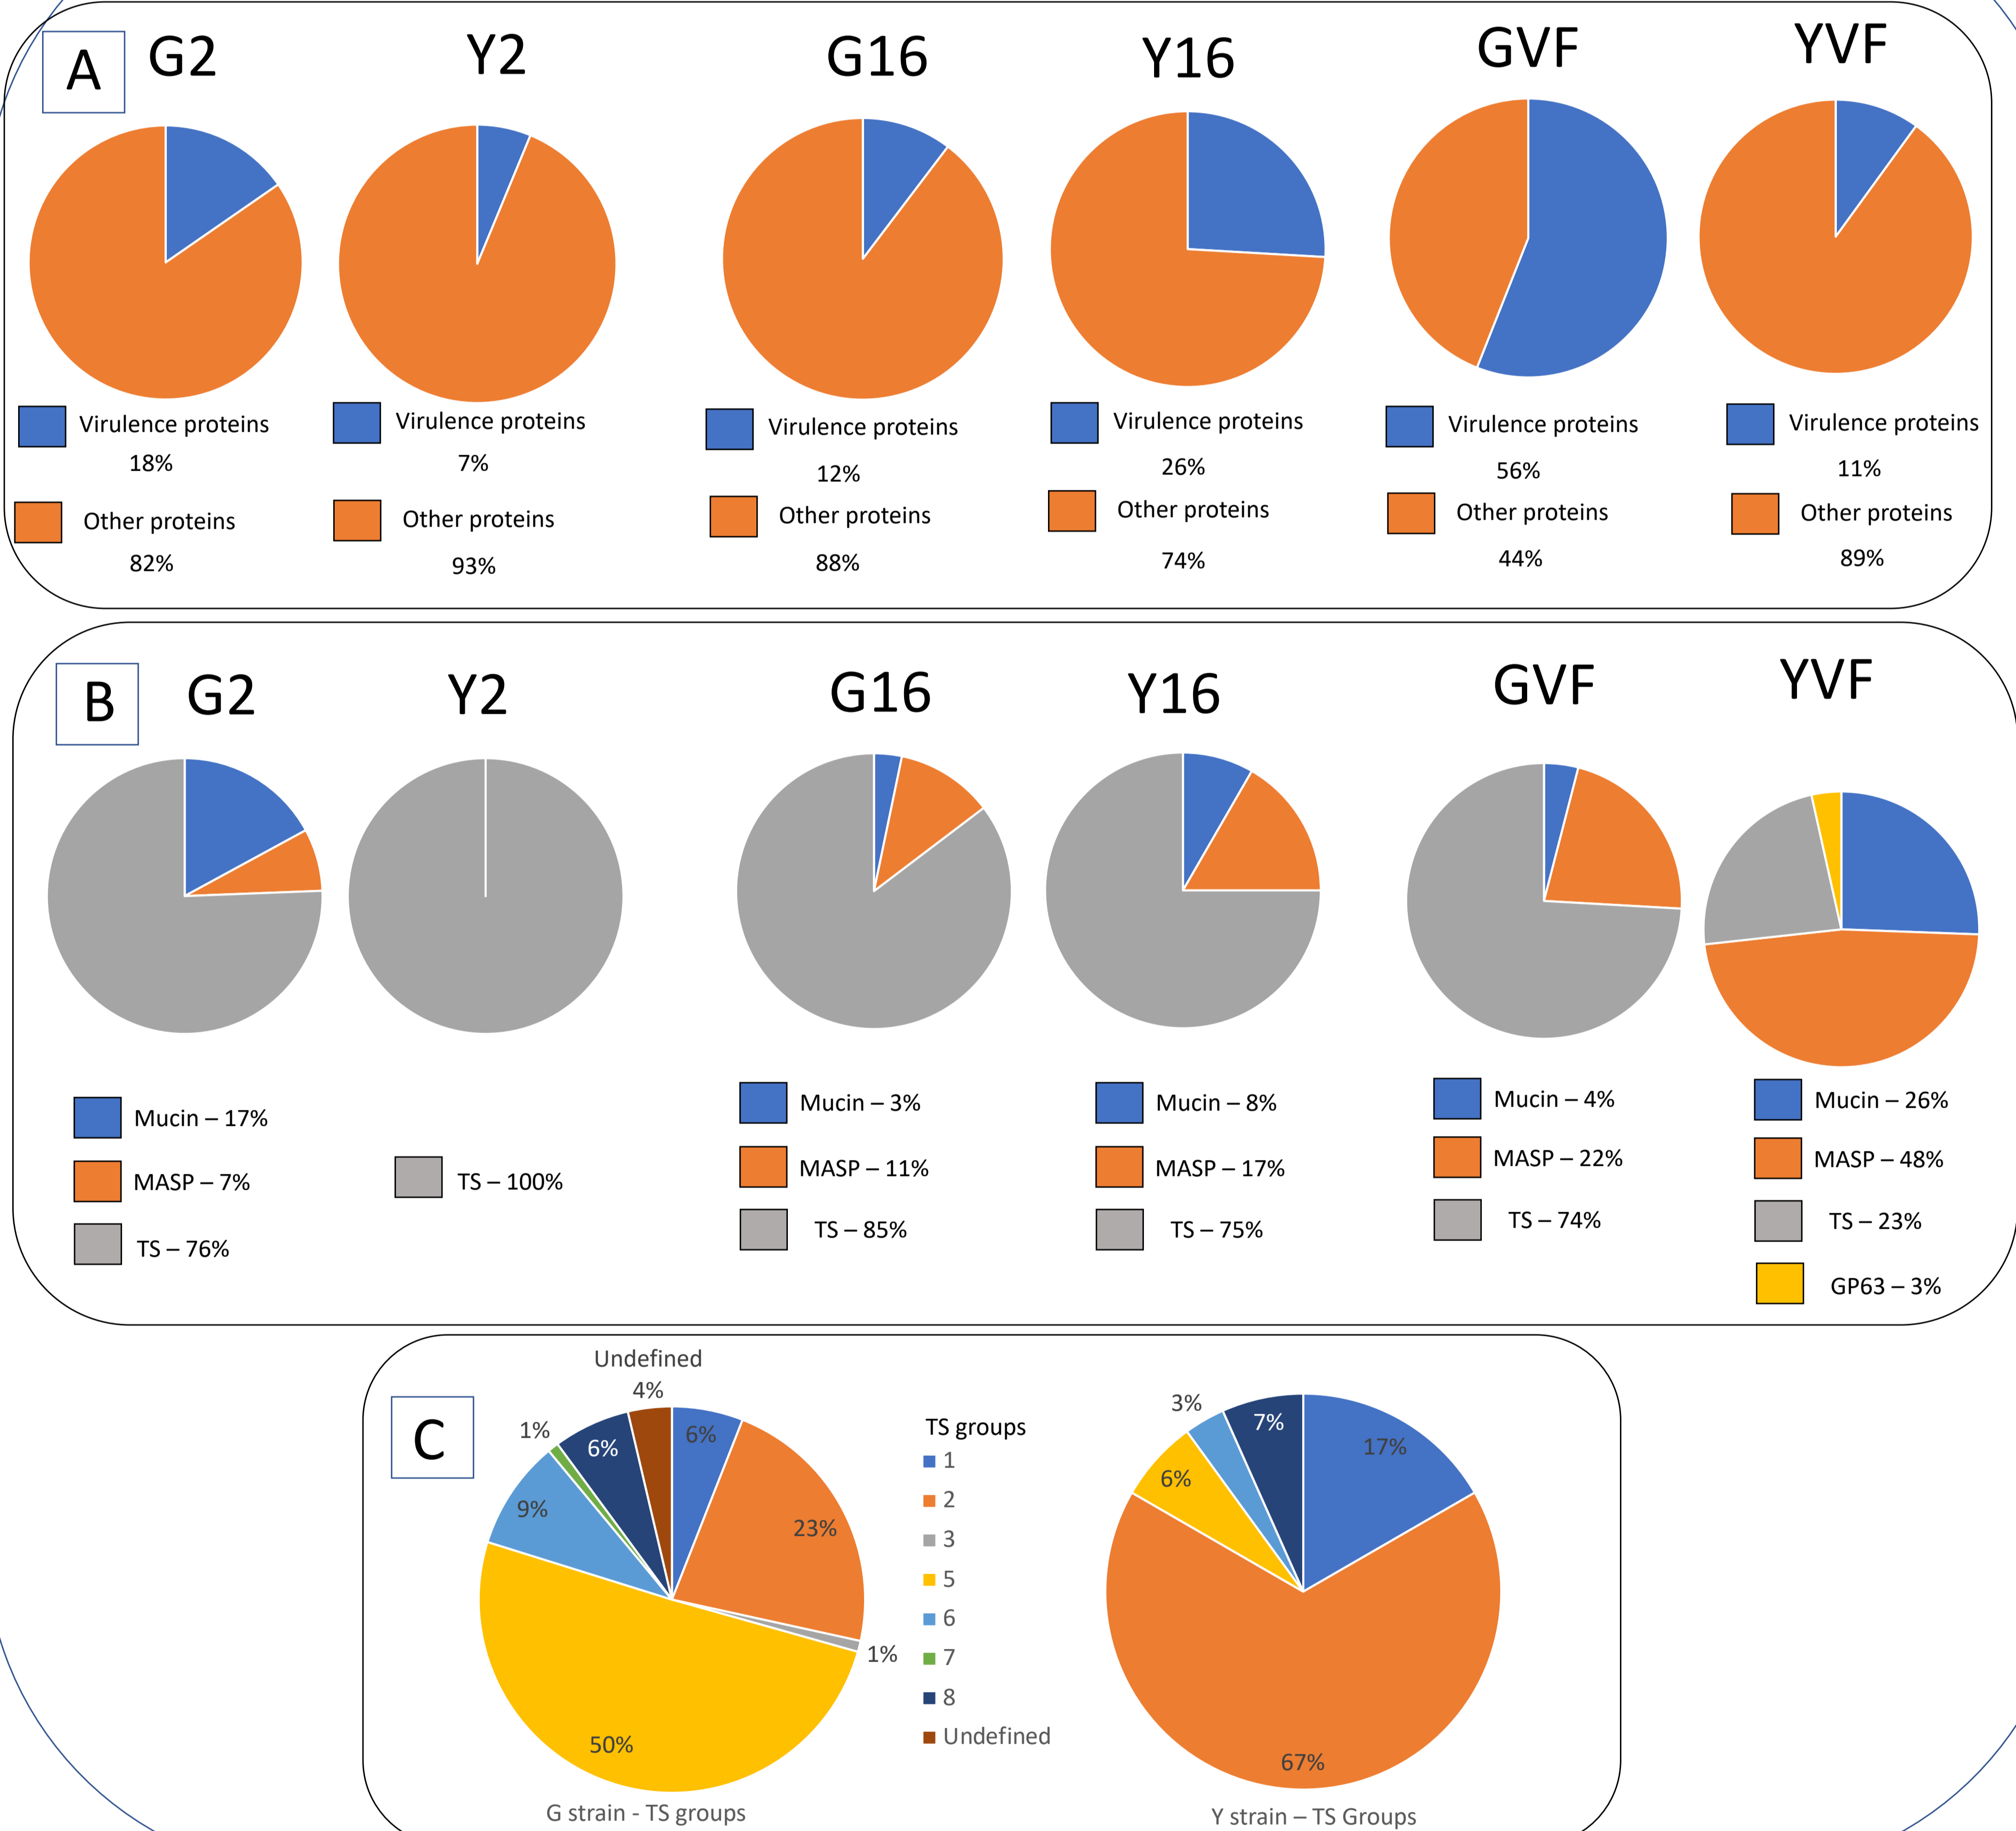 A
G2
Y2
G16
Y16
GVF
YVF
Virulence proteins
18%
Other proteins
82%
Virulence proteins
7%
Other proteins
93%
Virulence proteins
12%
Other proteins
88%
Virulence proteins
26%
Other proteins
74%
Virulence proteins
56%
Other proteins
44%
Virulence proteins
11%
Other proteins
89%
B
G2
Y2
G16
Y16
GVF
YVF
Mucin – 17%
MASP – 7%
TS – 76%
TS – 100%
Mucin – 3%
MASP – 11%
TS – 85%
Mucin – 8%
MASP – 17%
TS – 75%
Mucin – 4%
MASP – 22%
TS – 74%
Mucin – 26%
MASP – 48%
TS – 23%
GP63 – 3%
C
Undefined
4%
6%
23%
1%
50%
9%
1%
6%
G strain - TS groups
TS groups
1
2
3
5
6
7
8
Undefined
17%
67%
6%
3%
7%
Y strain – TS Groups